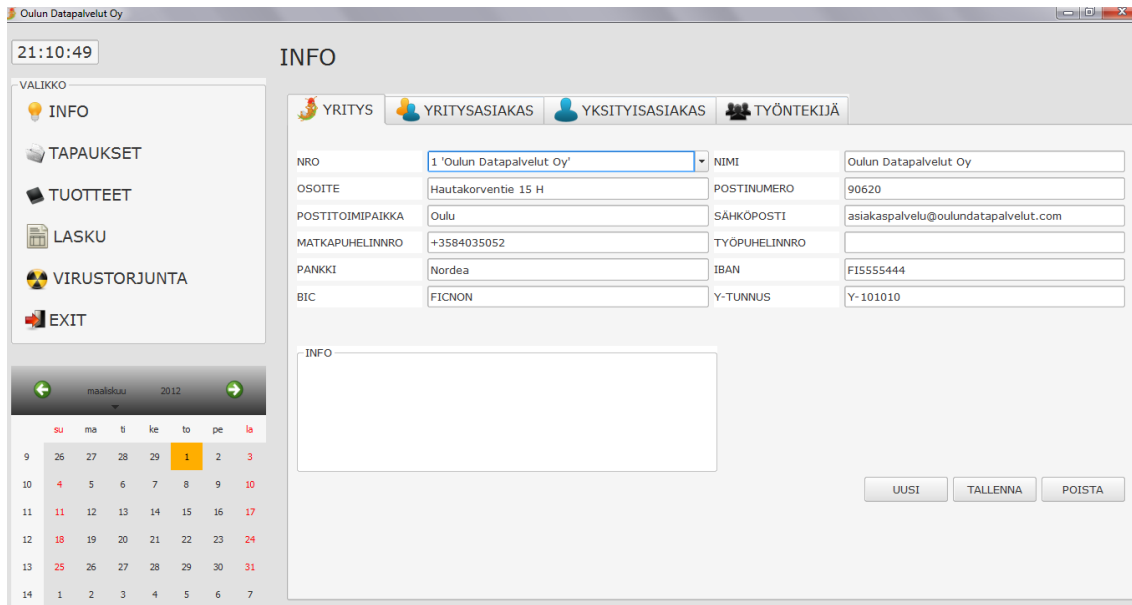 Oulun Datapalvelut Oy
21:10:49
INFO
VALIKKO
INFO
TAPAUKSET
TUOTTEET
LASKU
VIRUSTORJUNTA
EXIT
maaliskuu 2012
su ma ti ke to pe la
9 26 27 28 29 1 2 3
10 4 5 6 7 8 9 10
11 11 12 13 14 15 16 17
12 18 19 20 21 22 23 24
13 25 26 27 28 29 30 31
14 1 2 3 4 5 6 7
YRITYS YRITYSASIAKAS YKSITYISASIAKAS TYÖNTEKIJÄ
NRO 1 'Oulun Datapalvelut Oy' NIMI Oulun Datapalvelut Oy
OSOITE Hautakorventie 15 H POSTINUMERO 90620
POSTITOIMIPAIKKA Oulu SÄHKÖPOSTI asiakaspalvelu@oulundatapalvelut.com
MATKAPUHELINNRO +3584035052 TYÖPUHELINNRO
PANKKI Nordea IBAN FI5555444
BIC FICNON Y-TUNNUS Y-101010
INFO
UUSI TALLENNA POISTA